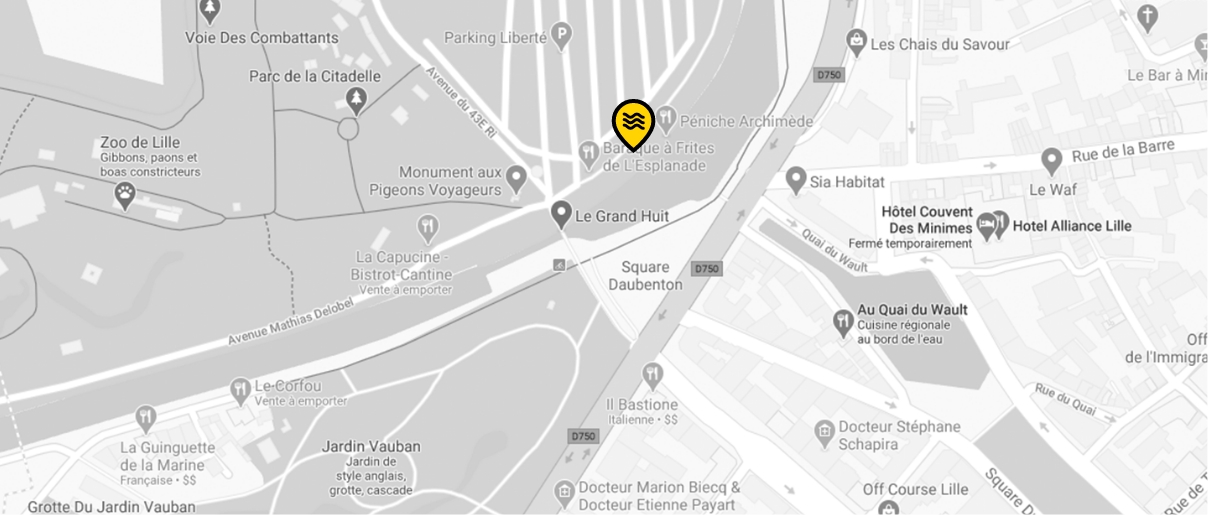 Voie Des Combattants
Parking Liberté
P
Les Chais du Savour
D750
Le Bar à
Parc de la Citadelle
Avenue du 43E Ri
Péniche Archimède
Zoo de Lille
Gibbons, paons et
boas constricteurs
Baraque à Frites
de L'Esplanade
Rue de la Barre
Monument aux
Pigeons Voyageurs
Sia Habitat
Le Waf
Le Grand Huit
Hôtel Couvent
Des Minimes
Fermé temporairement
Hotel Alliance Lille
Quai du Wault
La Capucine -
Bistrot-Cantine
Vente à emporter
Square
Daubenton
D750
Avenue Mathias Delobel
Au Quai du Wault
Cuisine régionale
au bord de l'eau
Off
de l'Immigra
Le Corfou
Vente à emporter
Rue du Quai
Il Bastione
Italienne • $$
La Guinguette
de la Marine
Française • $$
D750
Docteur Stéphane
Schapira
Jardin Vauban
Jardin de
style anglais,
grotte, cascade
Grotte Du Jardin Vauban
Docteur Marion Biecq &
Docteur Etienne Payart
Off Course Lille
Square D
Rue de T